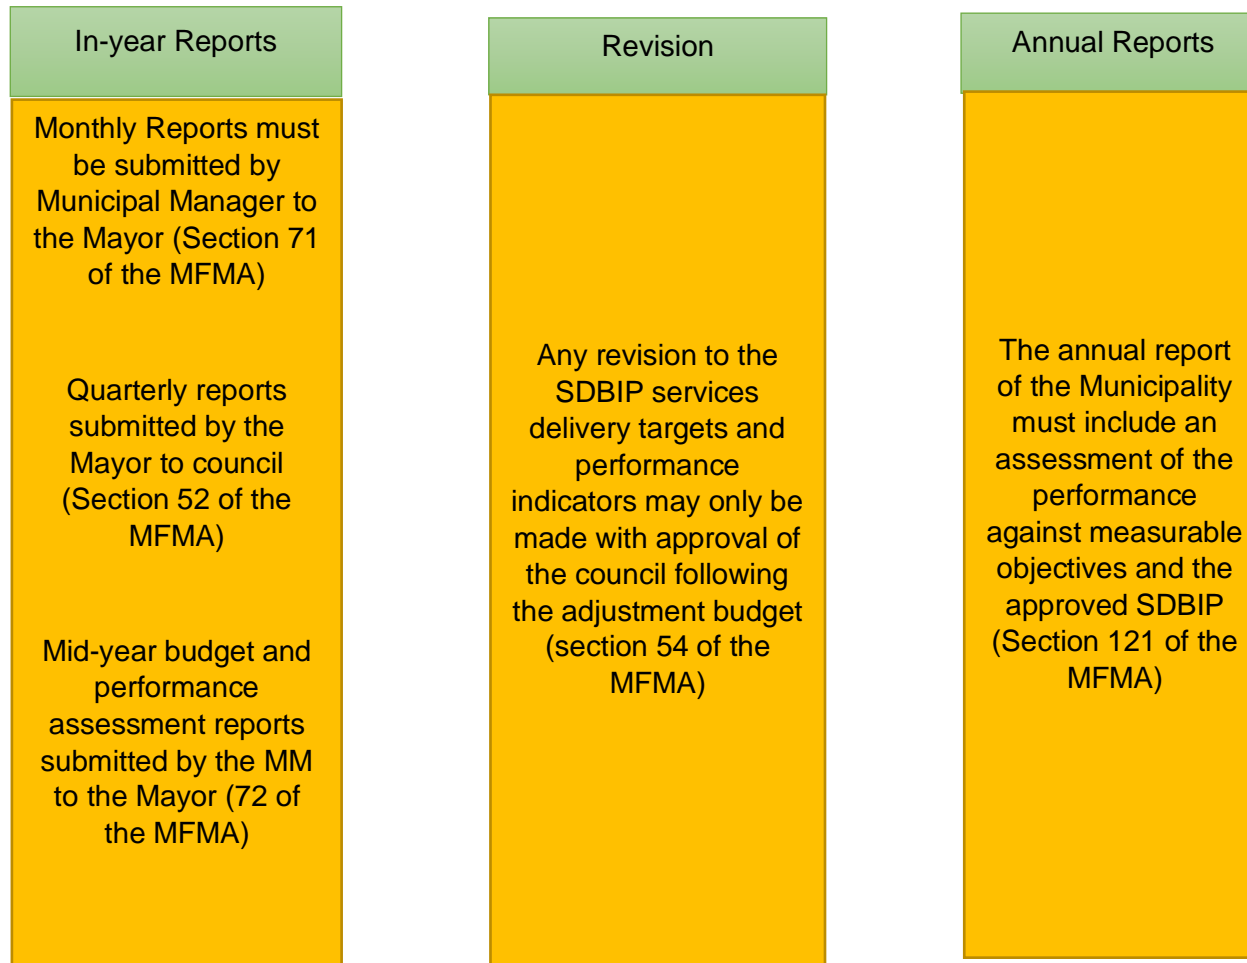 In-year Reports
Monthly Reports must
be submitted by
Municipal Manager to
the Mayor (Section 71
of the MFMA)
Quarterly reports
submitted by the
Mayor to council
(Section 52 of the
MFMA)
Mid-year budget and
performance
assessment reports
submitted by the MM
to the Mayor (72 of
the MFMA)
Revision
Any revision to the
SDBIP services
delivery targets and
performance
indicators may only be
made with approval of
the council following
the adjustment budget
(section 54 of the
MFMA)
Annual Reports
The annual report
of the Municipality
must include an
assessment of the
performance
against measurable
objectives and the
approved SDBIP
(Section 121 of the
MFMA)